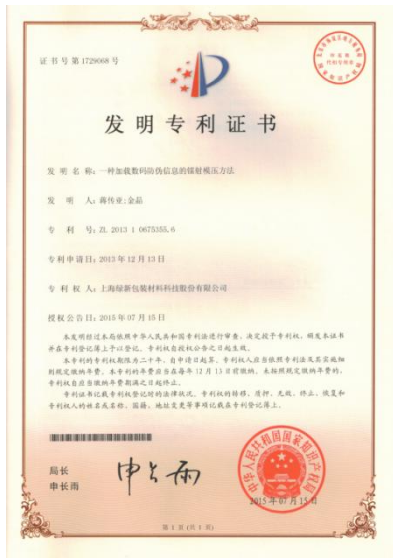 证书号第1729068号
发明专利证书
发 明 名 称：一种加载数码防伪信息的镭射模压方法
发 明 人：蒋传业;金晶
专 利 号：ZL 2013 1 0675355.6
专利申请日：2013年12月13日
专 利 权 人：上海绿新包装材料科技股份有限公司
授权公告日：2015年07月15日
本发明经过本局依照中华人民共和国专利法进行审查，决定授予专利权，颁发本证书
并在专利登记簿上予以登记。专利权自授权公告之日起生效。
本专利的专利权期限为二十年，自申请日起算。专利权人应当依照专利法及其实施细
则规定缴纳年费。本专利的年费应当在每年12月13日前缴纳。未按照规定缴纳年费的，
专利权自应当缴纳年费期满之日起终止。
专利证书记载专利权登记时的法律状况。专利权的转移、质押、无效、终止、恢复和
专利权人的姓名或名称、国籍、地址变更等事项记载在专利登记簿上。
局长
申长雨
申长雨
中华人民共和国国家知识产权局
2015年07月15日
第1页(共1页)